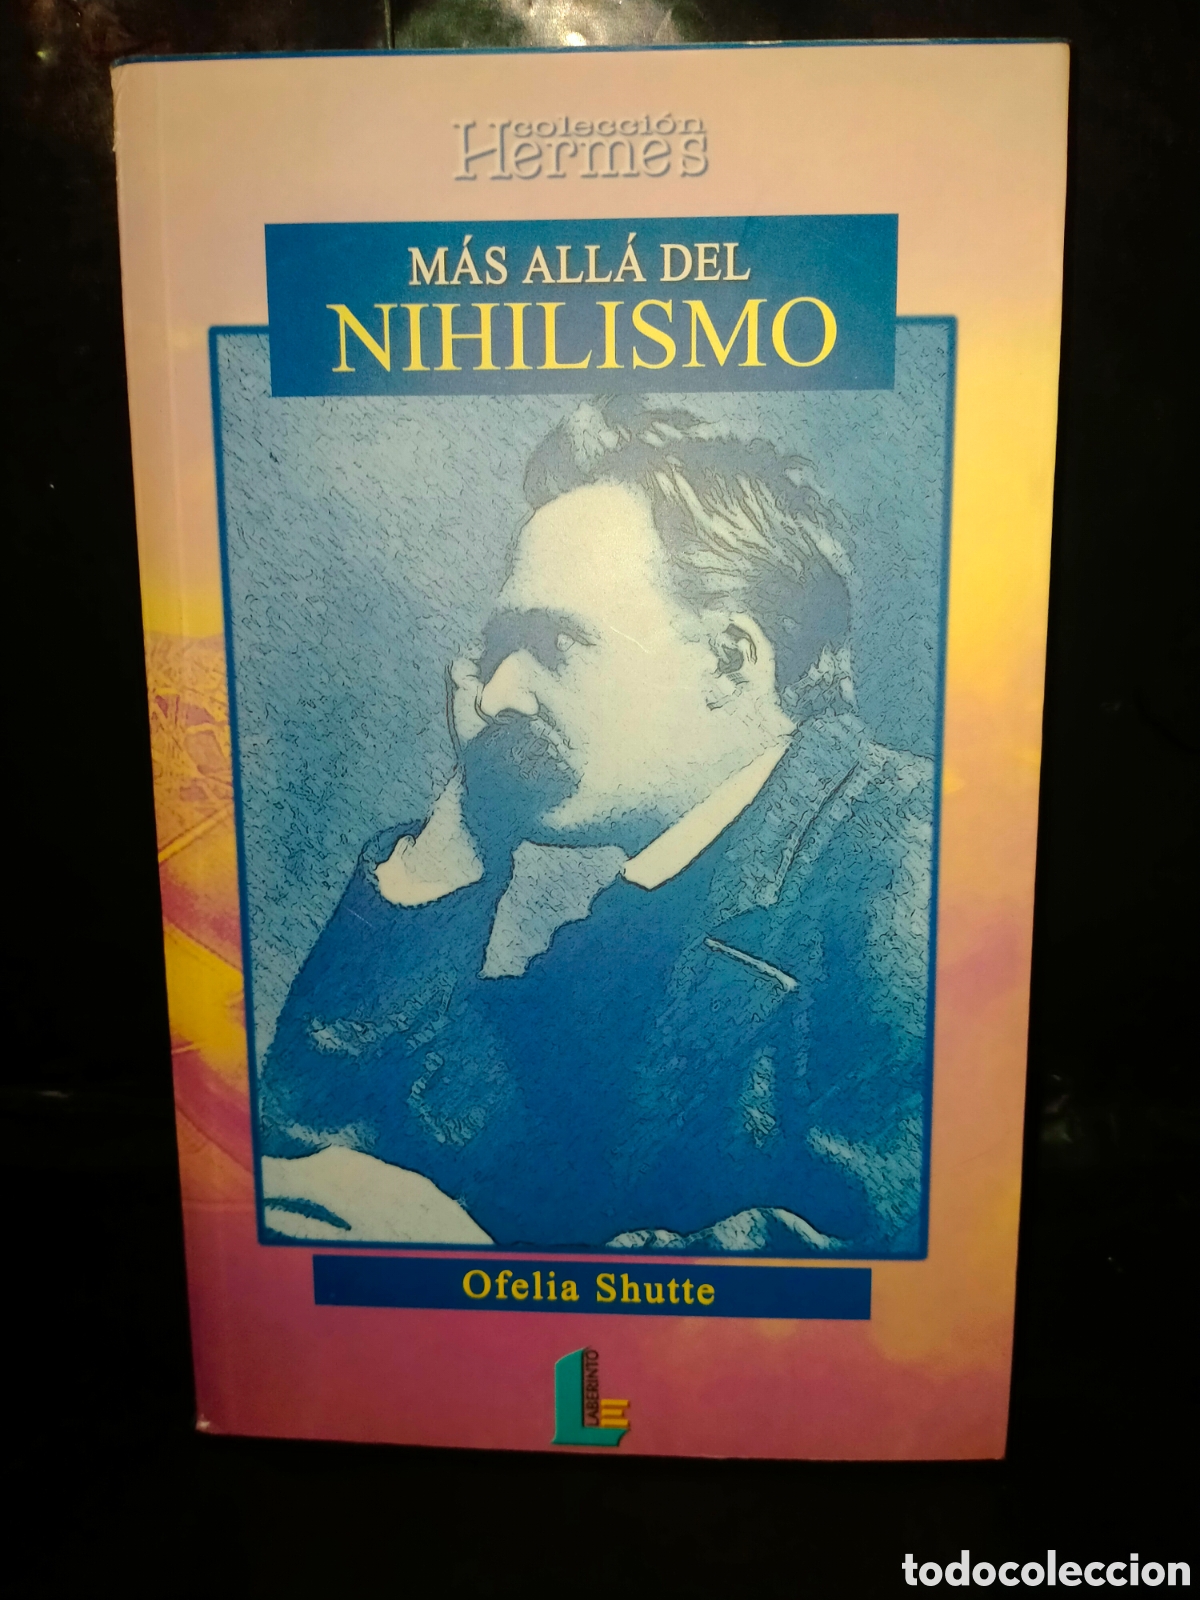 colección
Hermes
MÁS ALLÁ DEL
NIHILISMO
Ofelia Shutte
LABERINTO
todocoleccion